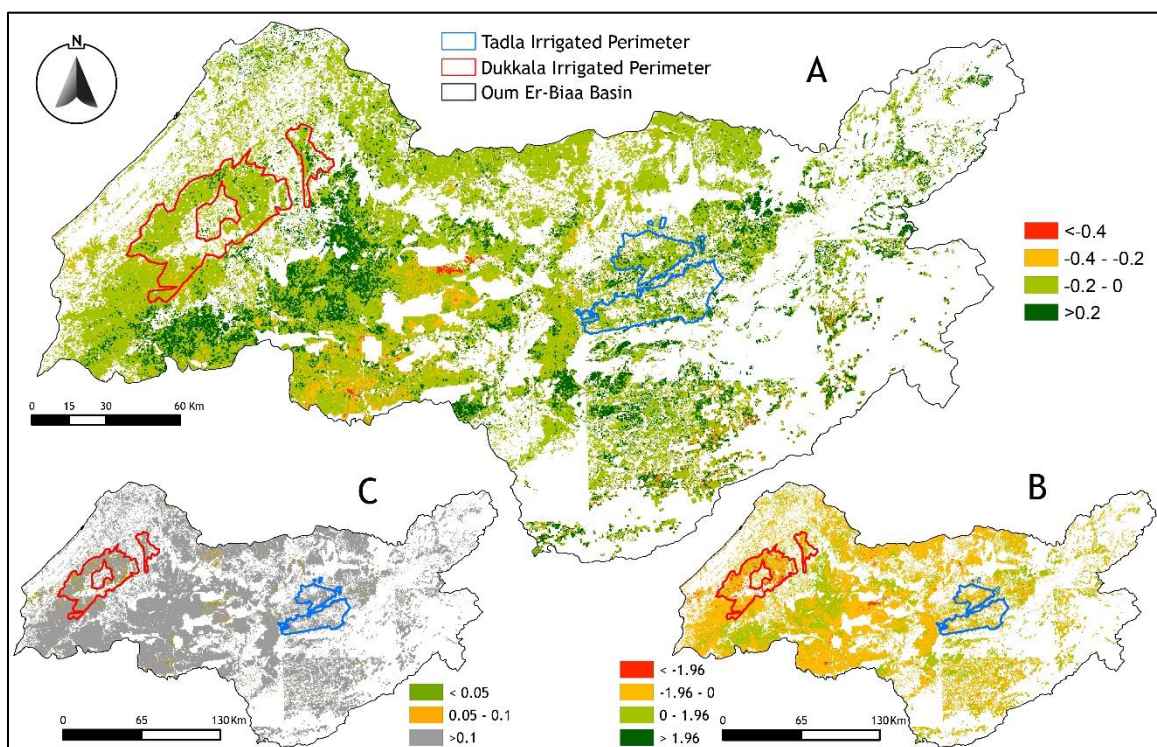 N
Tadla Irrigated Perimeter
Dukkala Irrigated Perimeter
Oum Er-Biaa Basin
A
<-0.4
-0.4 - -0.2
-0.2 - 0
>0.2
0 15 30 60 Km
C
B
< 0.05
0.05 - 0.1
>0.1
0 65 130 Km
< -1.96
-1.96 - 0
0 - 1.96
> 1.96
0 65 130 Km